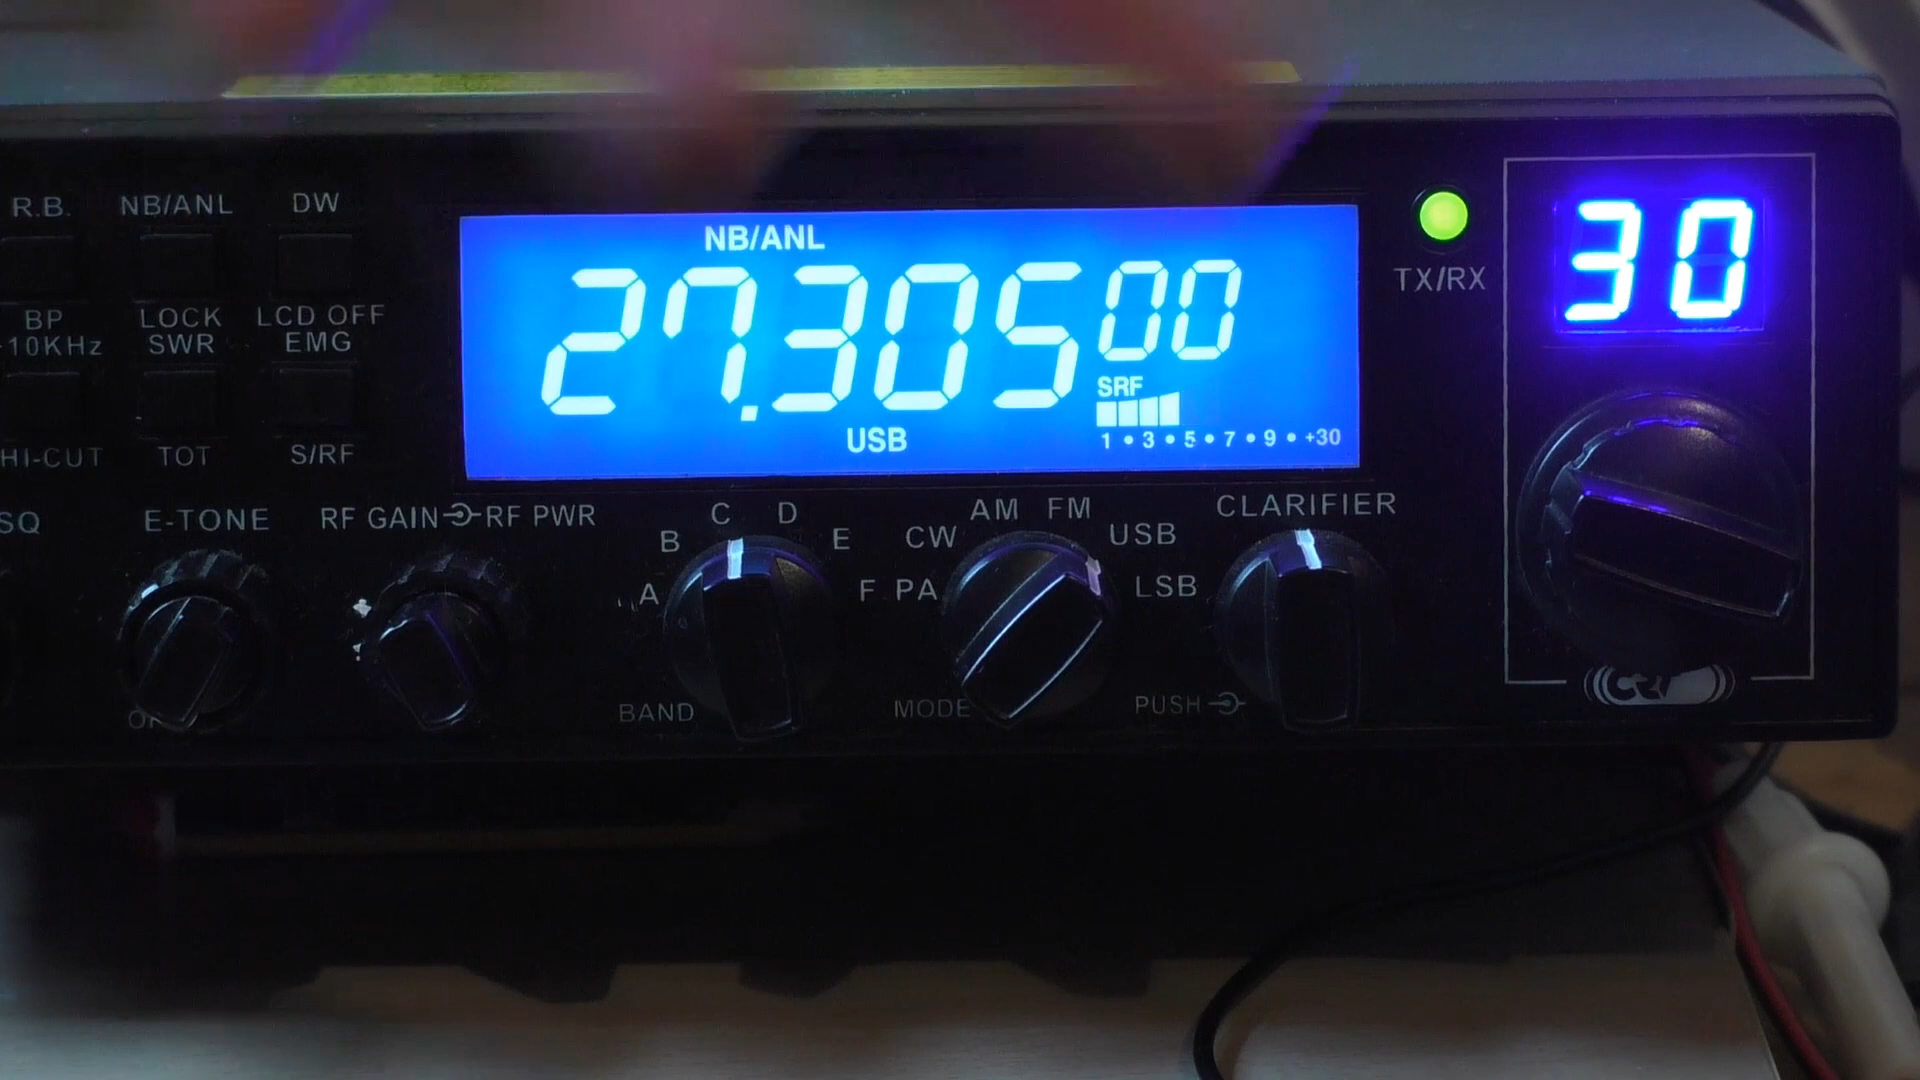 R.B. NB/ANL DW
NB/ANL
27.30500
SRF
1 • 3 • 5 • 7 • 9 • +30
USB
TX/RX
30
BP LOCK LCD OFF
10KHz SWR EMG
HI-CUT TOT S/RF
SQ E-TONE RF GAIN RF PWR
A B C D E F
PA CW AM FM USB LSB
CLARIFIER
BAND MODE PUSH